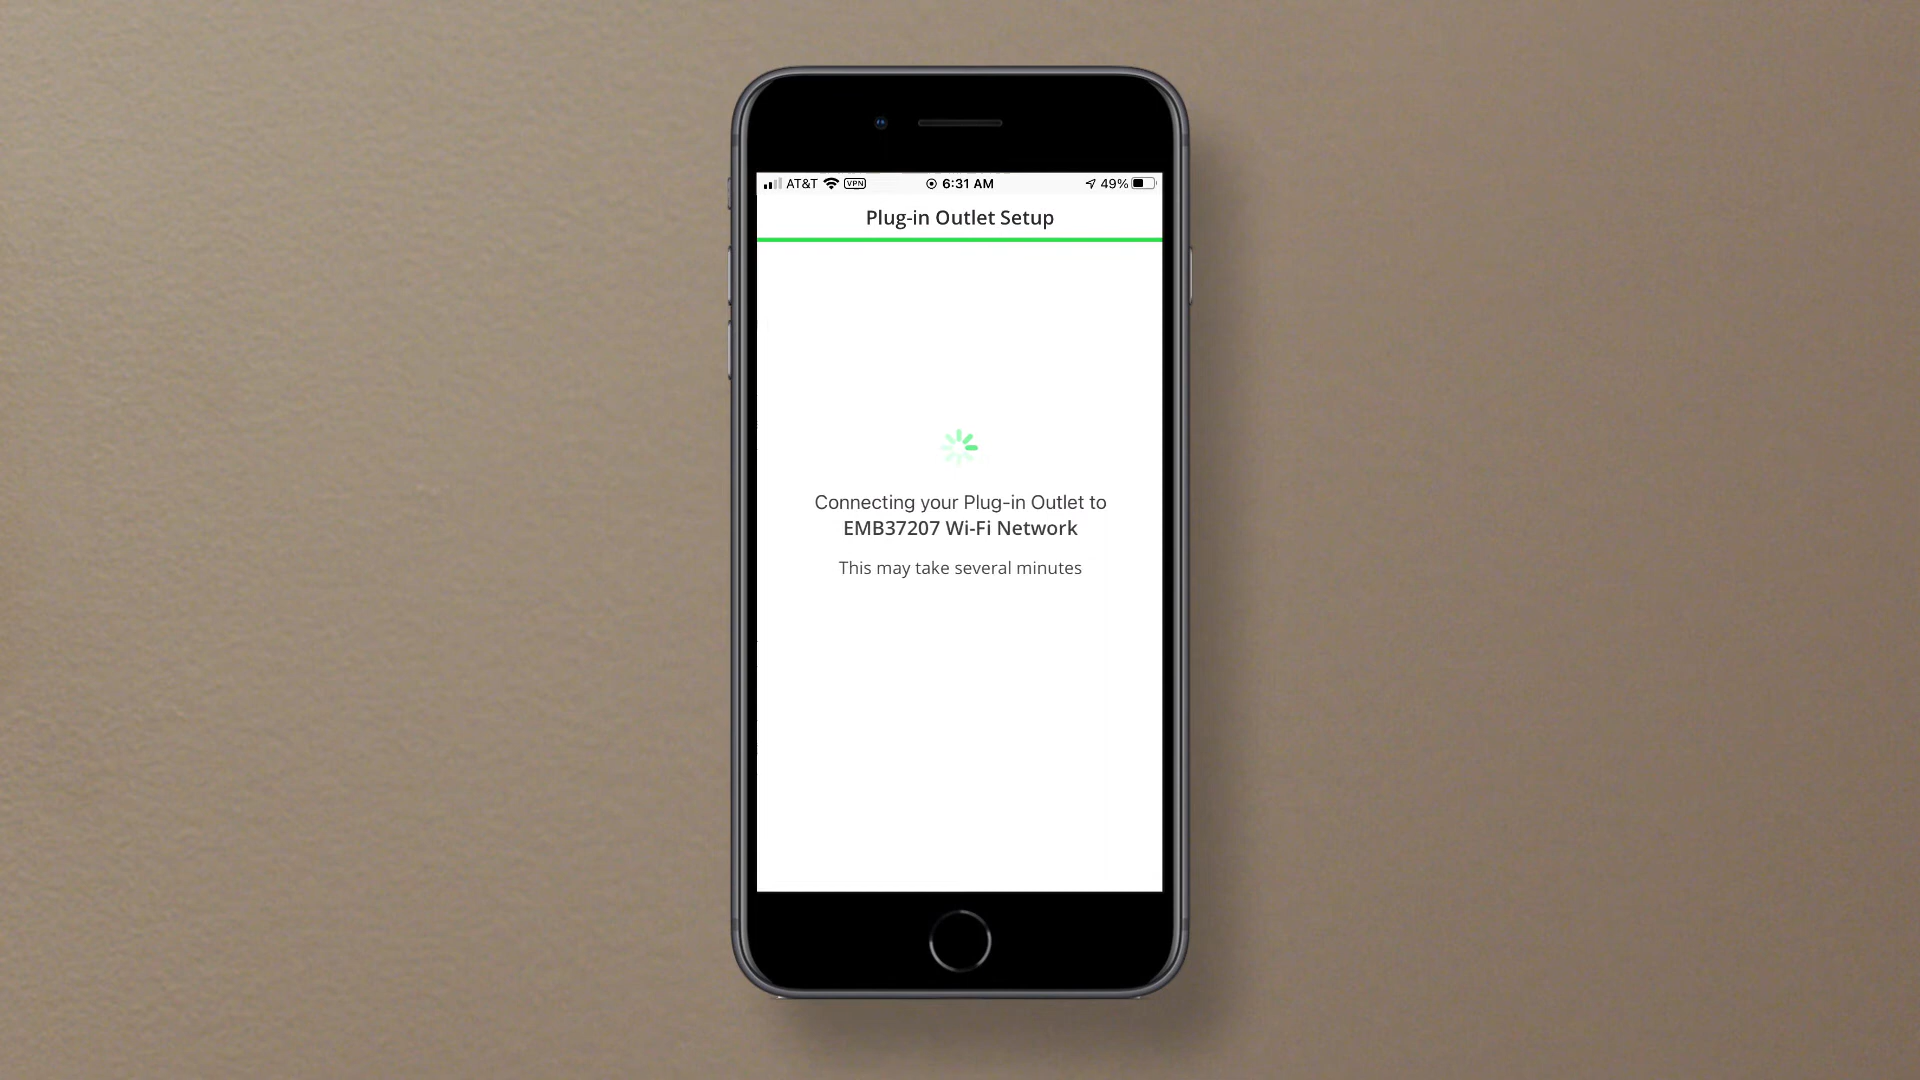 AT&T VPN 6:31 AM 49%
Plug-in Outlet Setup
Connecting your Plug-in Outlet to
EMB37207 Wi-Fi Network
This may take several minutes